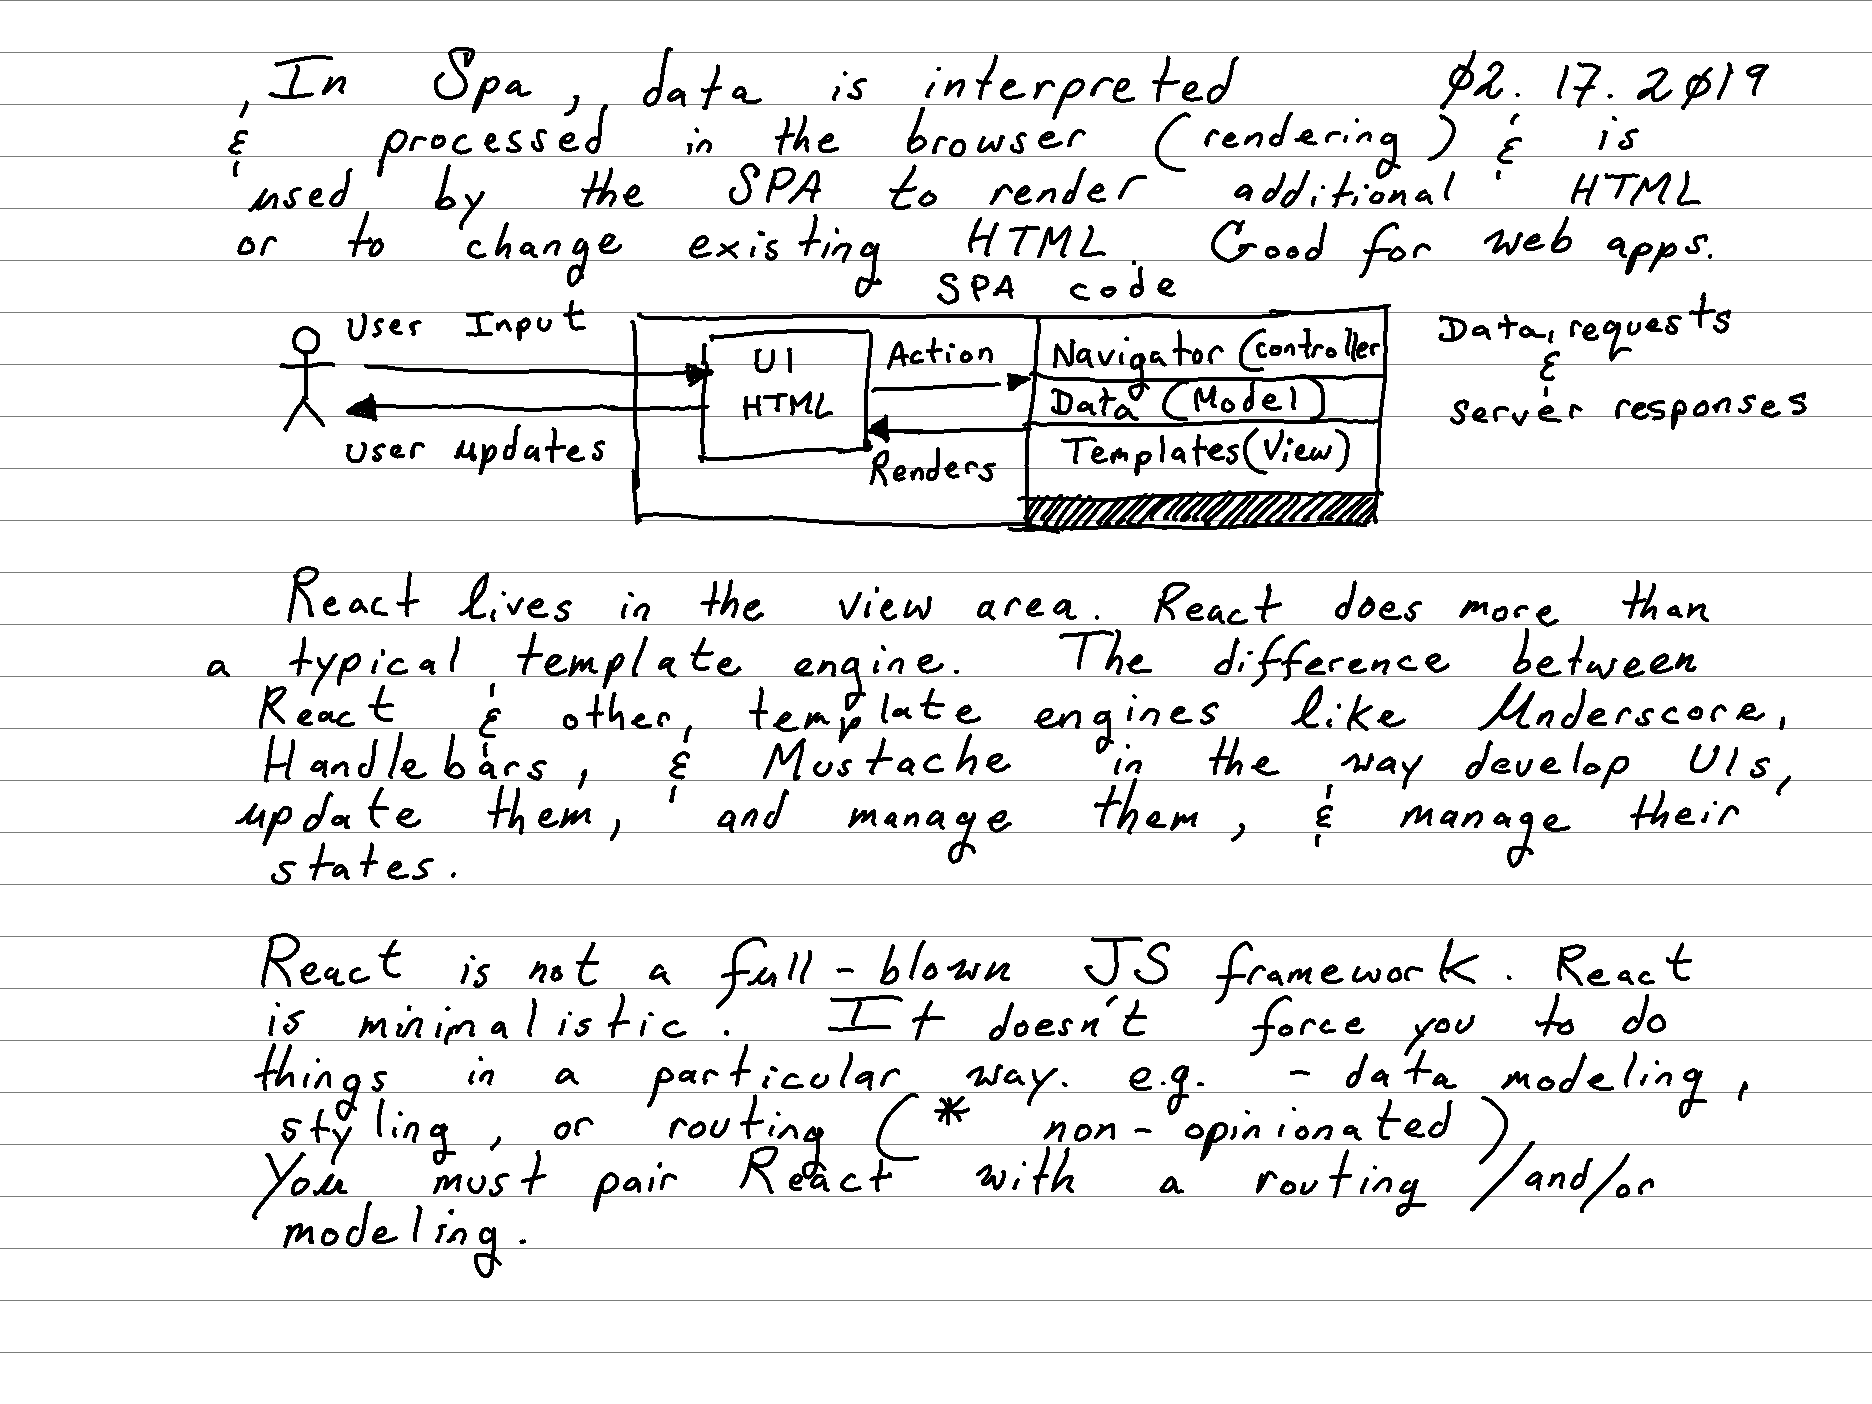 In Spa, data is interpreted 02.17.2019
& processed in the browser (rendering) & is
used by the SPA to render additional HTML
or to change existing HTML. Good for web apps.
SPA code
User Input
UI
HTML
Action
Navigator (controller
Data (Model)
Templates (View)
Renders
User updates
Data, requests
&
server responses
React lives in the view area. React does more than
a typical template engine. The difference between
React & other, template engines like Underscore,
Handlebars, & Mustache in the way develop UIs,
update them, and manage them, & manage their
states.
React is not a full-blown JS framework. React
is minimalistic. It doesn't force you to do
things in a particular way. e.g. - data modeling,
styling, or routing (* non-opinionated)
You must pair React with a routing /and/or
modeling.